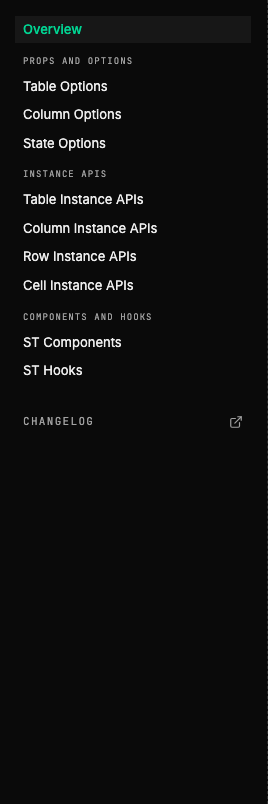 Overview
PROPS AND OPTIONS
Table Options
Column Options
State Options
INSTANCE APIS
Table Instance APIs
Column Instance APIs
Row Instance APIs
Cell Instance APIs
COMPONENTS AND HOOKS
ST Components
ST Hooks
CHANGELOG